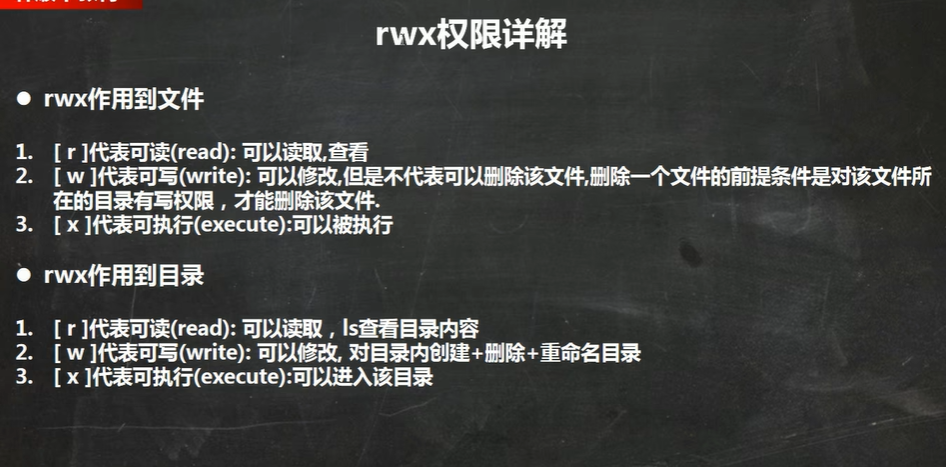 rwx权限详解
● rwx作用到文件
1. [ r ]代表可读(read): 可以读取,查看
2. [ w ]代表可写(write): 可以修改,但是不代表可以删除该文件,删除一个文件的前提条件是对该文件所
在的目录有写权限，才能删除该文件.
3. [ x ]代表可执行(execute):可以被执行
● rwx作用到目录
1. [ r ]代表可读(read): 可以读取，ls查看目录内容
2. [ w ]代表可写(write): 可以修改, 对目录内创建+删除+重命名目录
3. [ x ]代表可执行(execute):可以进入该目录